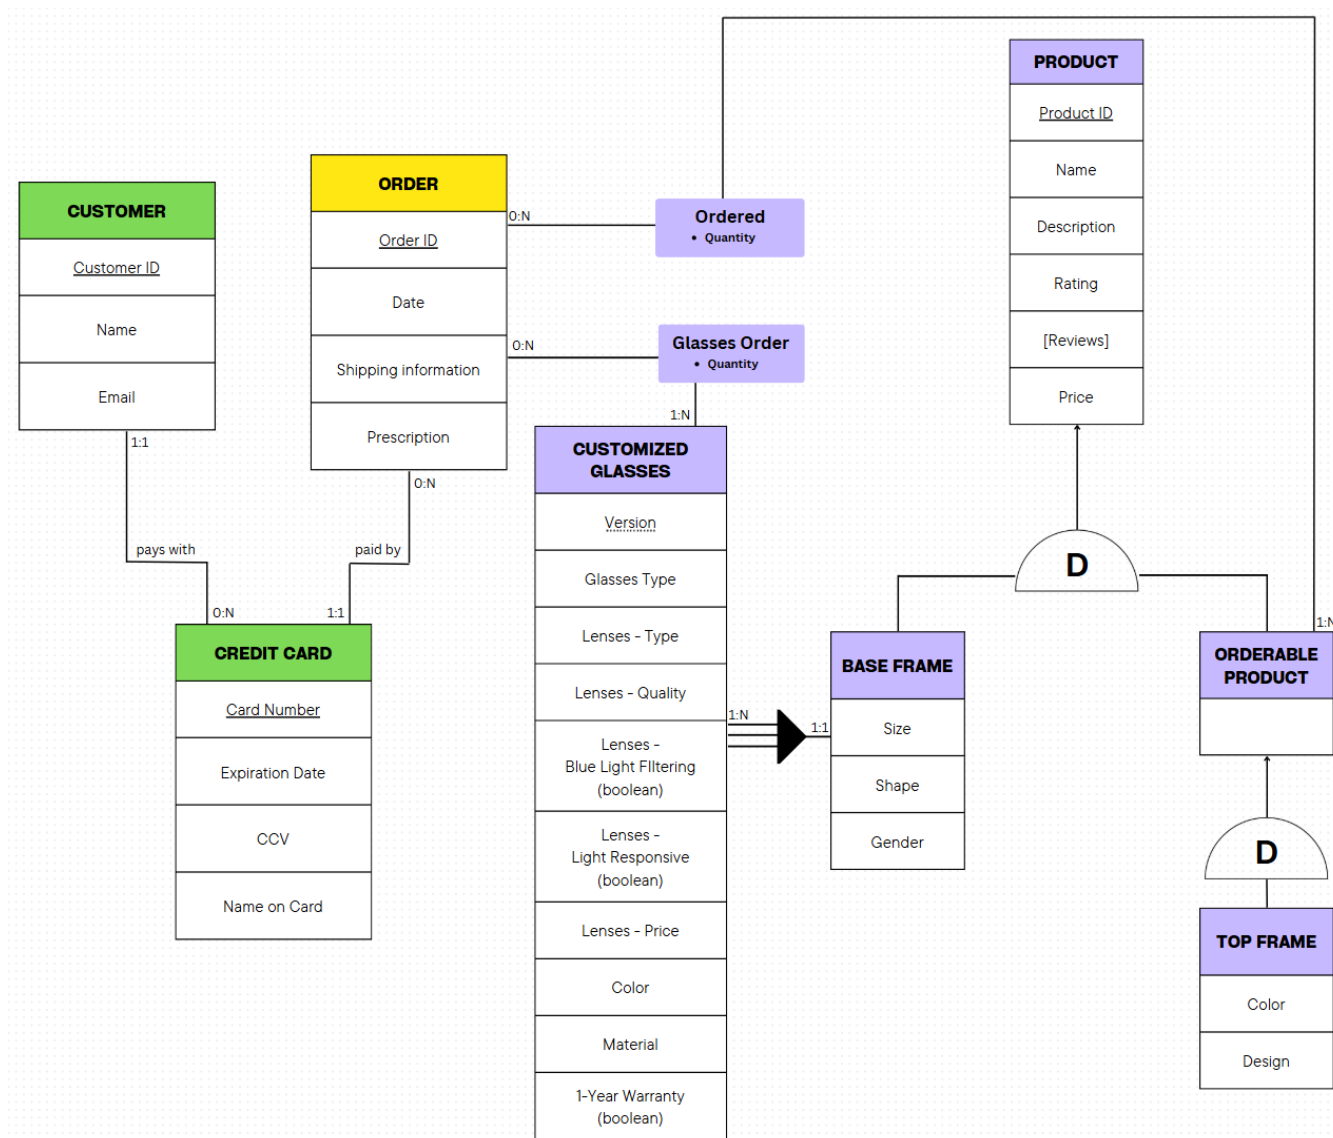 CUSTOMER
Customer ID
Name
Email
1:1
pays with
0:N
CREDIT CARD
Card Number
Expiration Date
CCV
Name on Card
ORDER
Order ID
Date
Shipping information
Prescription
0:N
paid by
1:1
0:N
Ordered
• Quantity
0:N
Glasses Order
• Quantity
1:N
CUSTOMIZED
GLASSES
Version
Glasses Type
Lenses - Type
Lenses - Quality
Lenses -
Blue Light FIltering
(boolean)
Lenses -
Light Responsive
(boolean)
Lenses - Price
Color
Material
1-Year Warranty
(boolean)
1:N
1:1
BASE FRAME
Size
Shape
Gender
PRODUCT
Product ID
Name
Description
Rating
[Reviews]
Price
D
1:N
ORDERABLE
PRODUCT
D
TOP FRAME
Color
Design